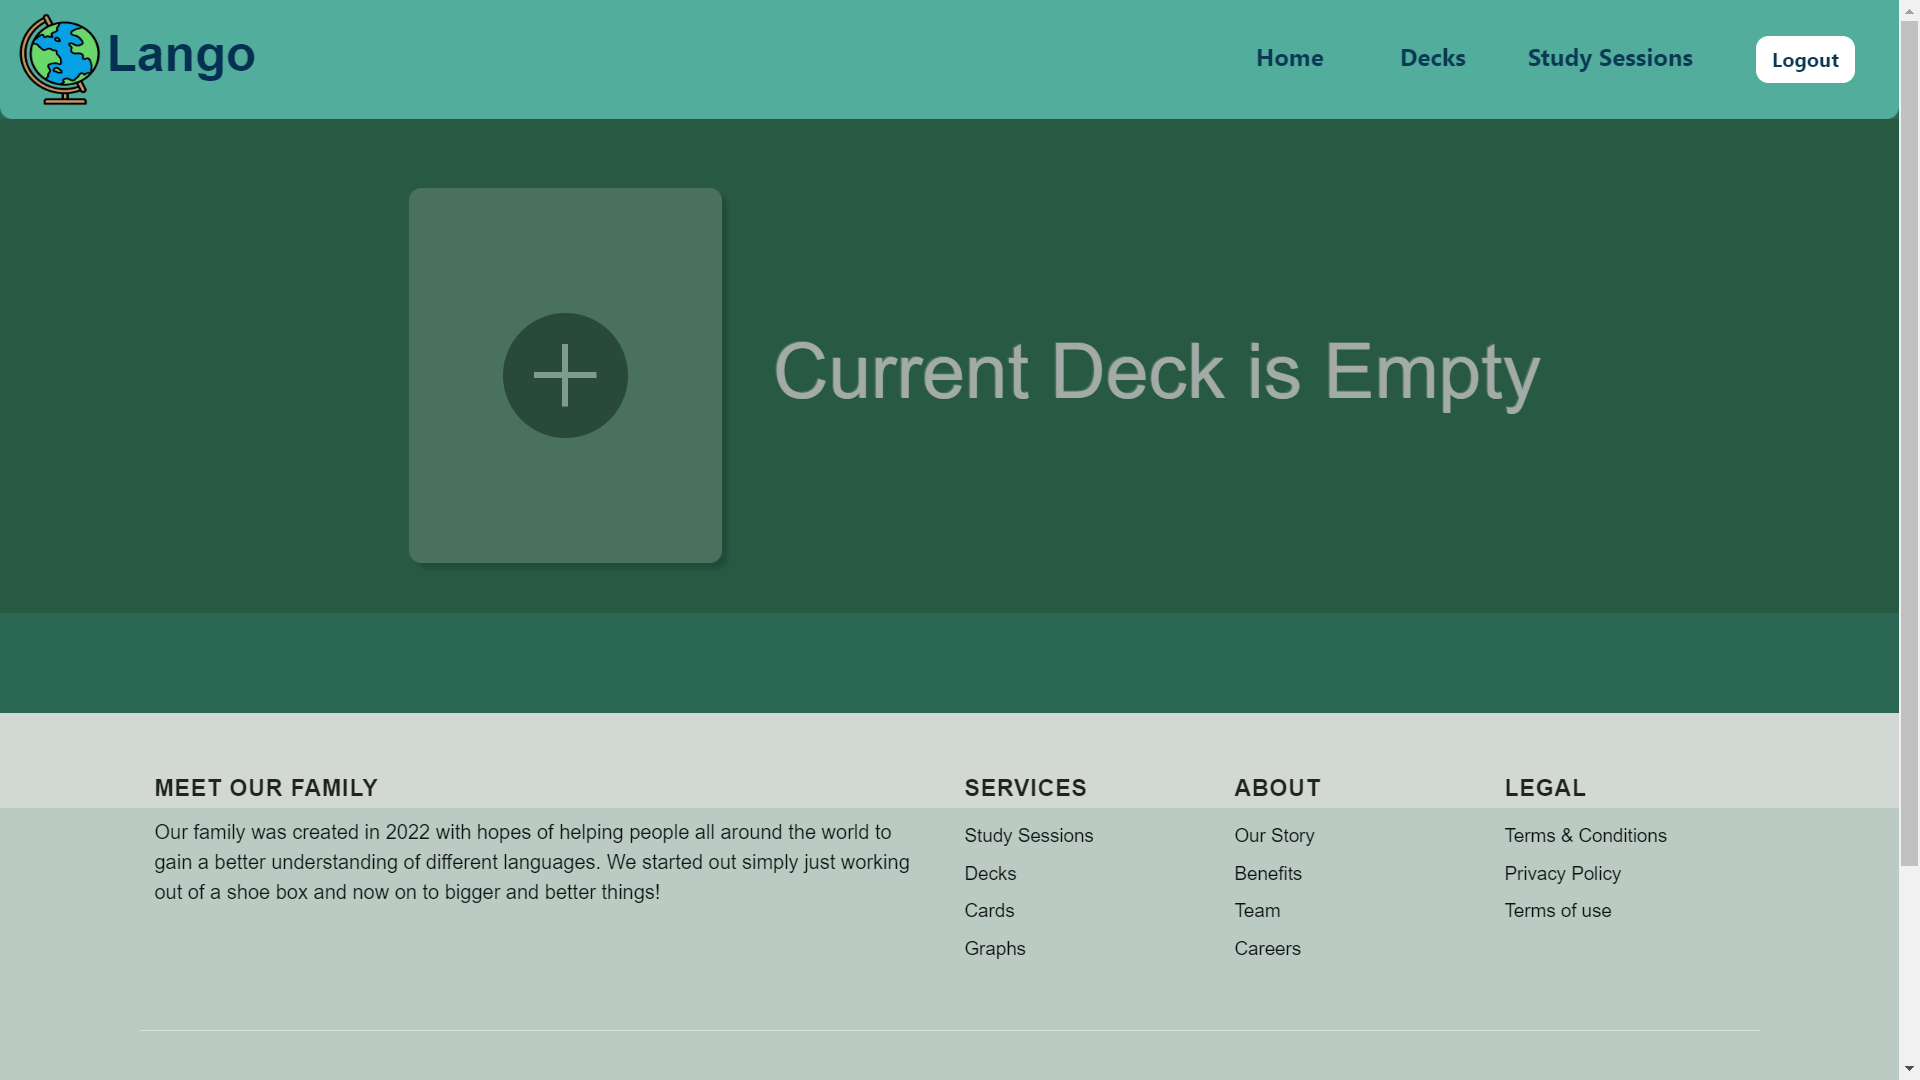 Lango
Home
Decks
Study Sessions
Logout
Current Deck is Empty
MEET OUR FAMILY
Our family was created in 2022 with hopes of helping people all around the world to
gain a better understanding of different languages. We started out simply just working
out of a shoe box and now on to bigger and better things!
SERVICES
Study Sessions
Decks
Cards
Graphs
ABOUT
Our Story
Benefits
Team
Careers
LEGAL
Terms & Conditions
Privacy Policy
Terms of use